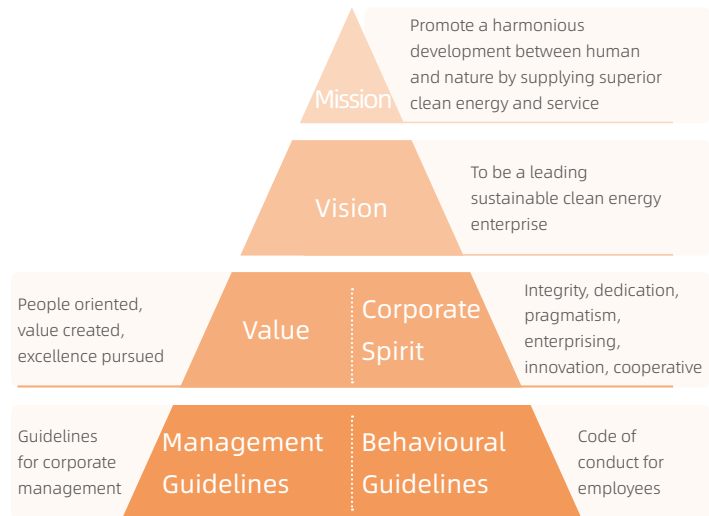 Mission
Promote a harmonious
development between human
and nature by supplying superior
clean energy and service
Vision
To be a leading
sustainable clean energy
enterprise
People oriented,
value created,
excellence pursued
Value
Corporate
Spirit
Integrity, dedication,
pragmatism,
enterprising,
innovation, cooperative
Guidelines
for corporate
management
Management
Guidelines
Behavioural
Guidelines
Code of
conduct for
employees